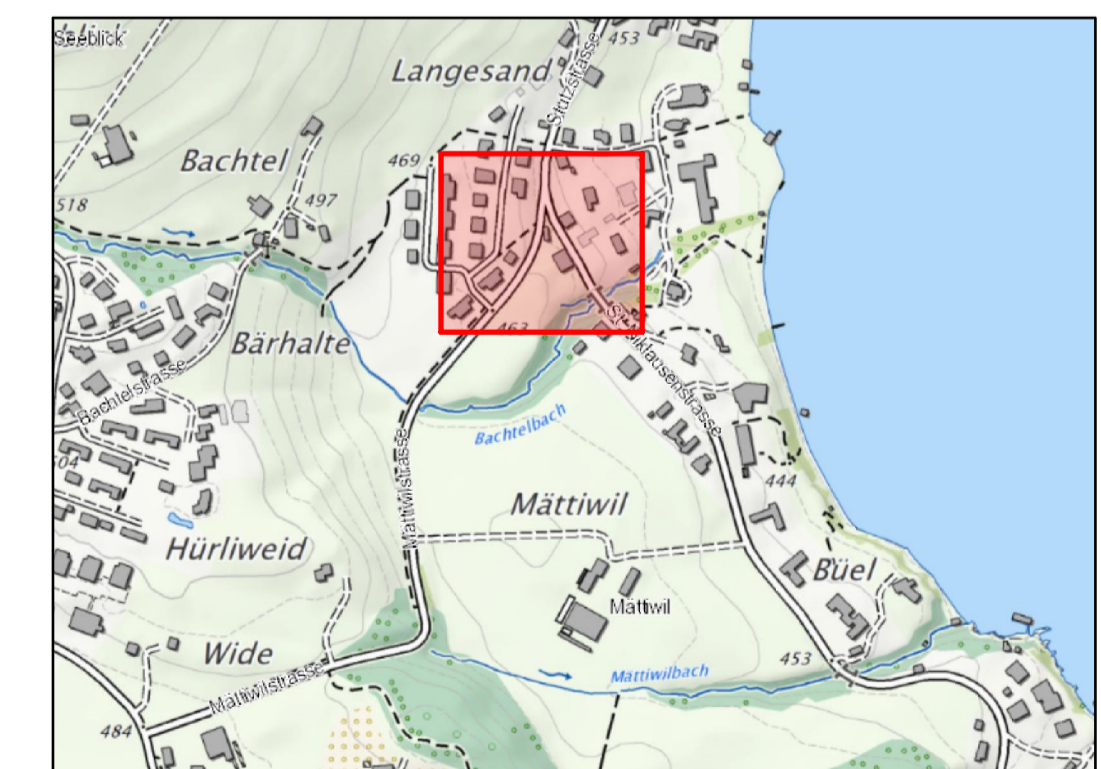 Seeblick
453
Langesand
Stutzstrasse
Bachtel
469
518
497
463
Bärhalte
Bachtelstrasse
Bachtelbach
504
Mättiwilstrasse
444
Mättiwil
Hürliweid
Büel
Mättiwil
Wide
453
Mättiwilbach
Mättiwilstrasse
484